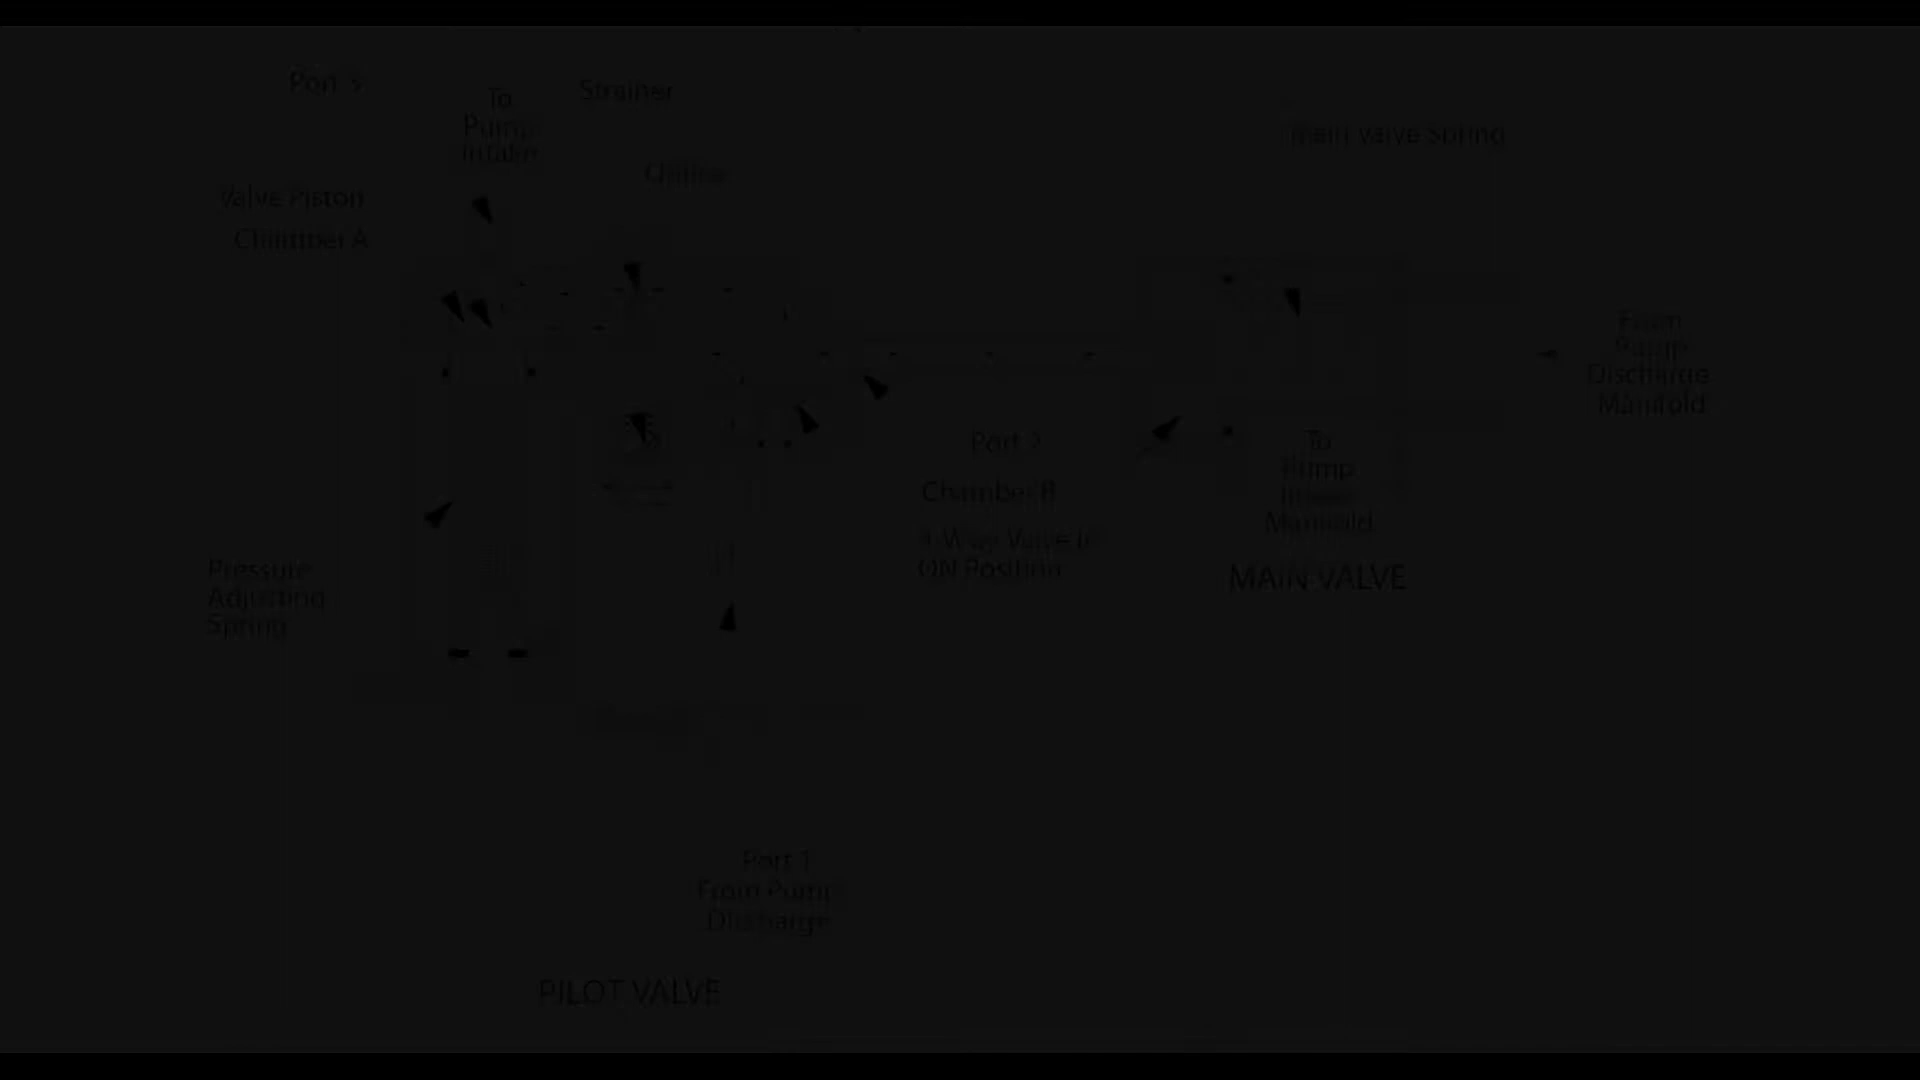 Port 3
To
Pump
Intake
Strainer
Main Valve Spring
Valve Piston
Chamber A
From
Pump
Discharge
Manifold
Port 2
Chamber B
ON Position
To
Pump
Manifold
MAIN VALVE
Pressure
Adjusting
Spring
Port 1
From Pump
Discharge
PILOT VALVE